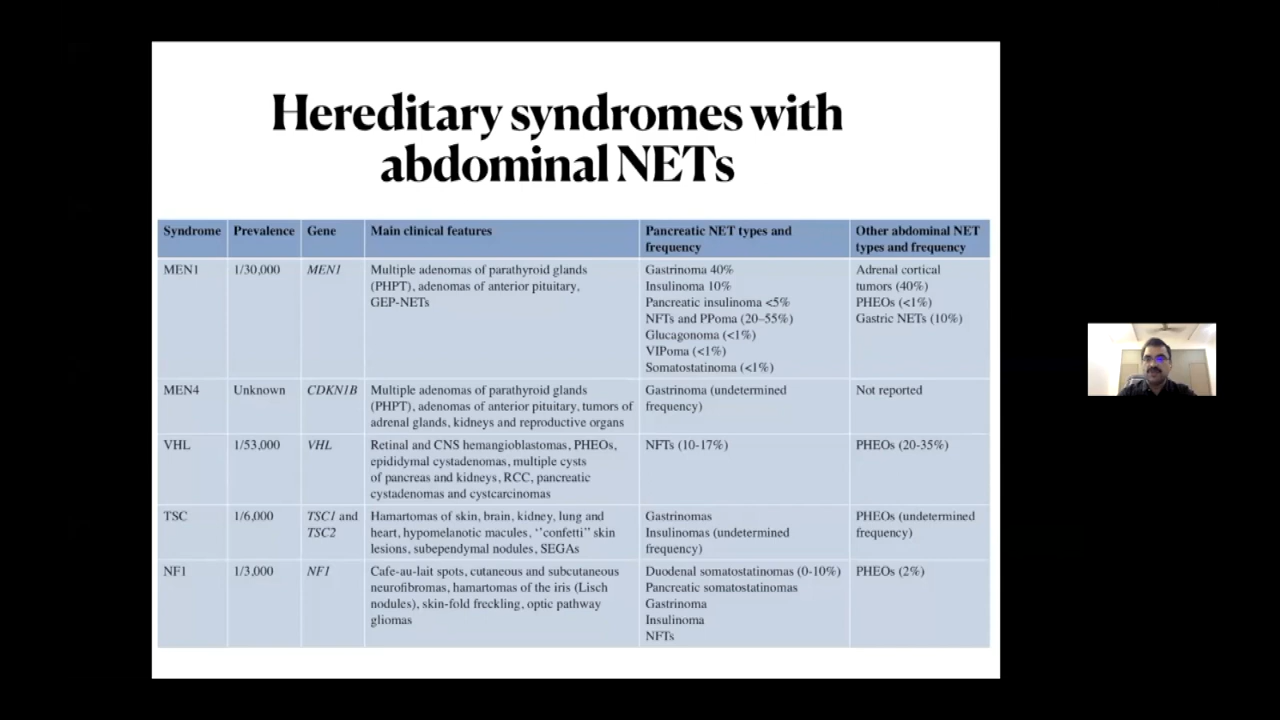 Hereditary syndromes with
abdominal NETs
Syndrome Prevalence Gene Main clinical features Pancreatic NET types and frequency Other abdominal NET types and frequency
MEN1 1/30,000 MEN1
Multiple adenomas of parathyroid glands
(PHPT), adenomas of anterior pituitary,
GEP-NETs
Gastrinoma 40%
Insulinoma 10%
Pancreatic insulinoma <5%
NFTs and PPoma (20–55%)
Glucagonoma (<1%)
VIPoma (<1%)
Somatostatinoma (<1%)
Adrenal cortical
tumors (40%)
PHEOs (<1%)
Gastric NETs (10%)
MEN4 Unknown CDKN1B
Multiple adenomas of parathyroid glands
(PHPT), adenomas of anterior pituitary, tumors of
adrenal glands, kidneys and reproductive organs
Gastrinoma (undetermined
frequency)
Not reported
VHL 1/53,000 VHL
Retinal and CNS hemangioblastomas, PHEOs,
epididymal cystadenomas, multiple cysts
of pancreas and kidneys, RCC, pancreatic
cystadenomas and cystcarcinomas
NFTs (10-17%)
PHEOs (20-35%)
TSC 1/6,000 TSC1 and
TSC2
Hamartomas of skin, brain, kidney, lung and
heart, hypomelanotic macules, ‘’confetti” skin
lesions, subependymal nodules, SEGAs
Gastrinomas
Insulinomas (undetermined
frequency)
PHEOs (undetermined
frequency)
NF1 1/3,000 NF1
Cafe-au-lait spots, cutaneous and subcutaneous
neurofibromas, hamartomas of the iris (Lisch
nodules), skin-fold freckling, optic pathway
gliomas
Duodenal somatostatinomas (0-10%)
Pancreatic somatostatinomas
Gastrinoma
Insulinoma
NFTs
PHEOs (2%)